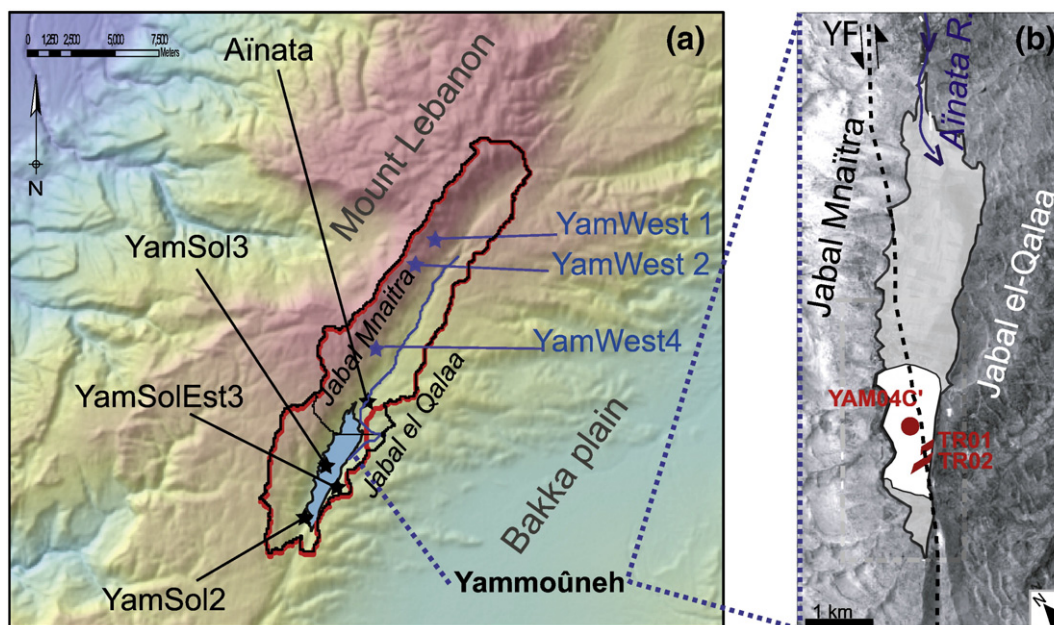 (a)
0 1,250 2,500 5,000 7,500
Meters
N
Aïnata
Mount Lebanon
YamSol3
YamWest 1
YamWest 2
YamWest4
Jabal Mnaitra
YamSolEst3
Jabal el Qalaa
Bakka plain
YamSol2
Yammoûneh
(b)
YF
Aïnata R.
Jabal Mnaïtra
Jabal el-Qalaa
YAM04C'
TR01
TR02
1 km
N